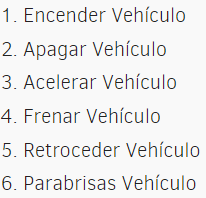 1. Encender Vehículo
2. Apagar Vehículo
3. Acelerar Vehículo
4. Frenar Vehículo
5. Retroceder Vehículo
6. Parabrisas Vehículo